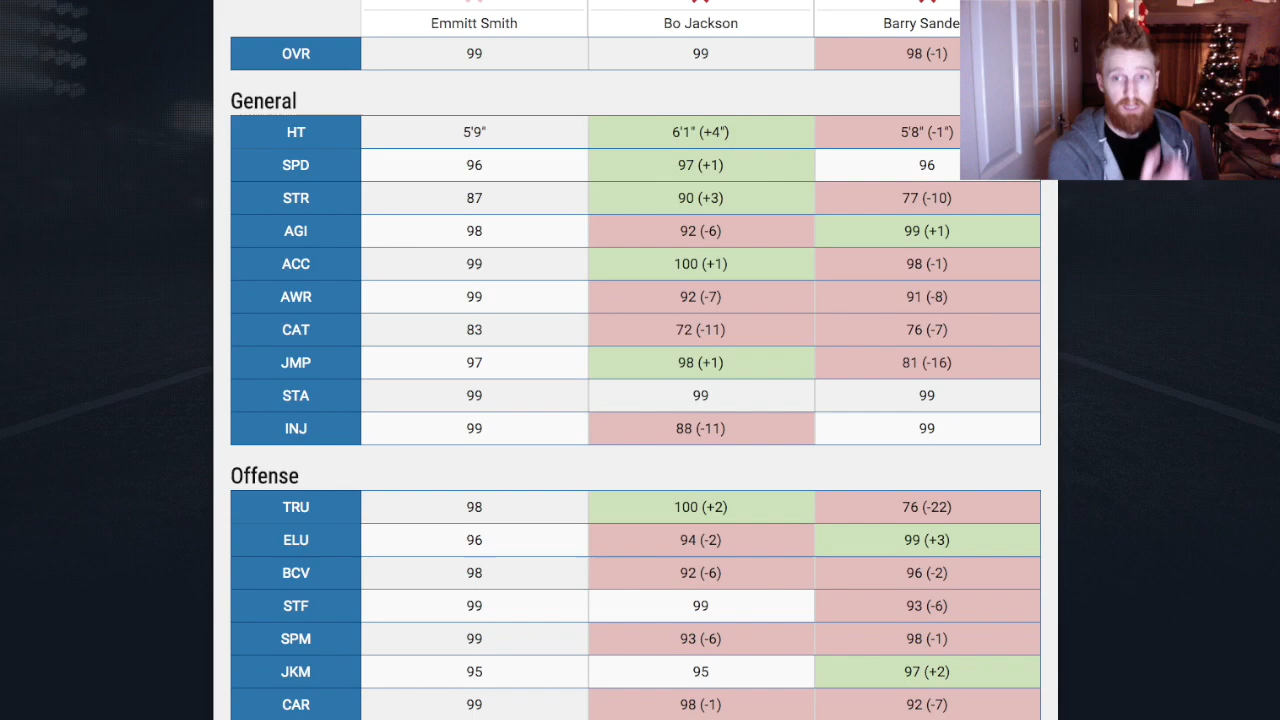 Emmitt Smith Bo Jackson Barry Sande
OVR 99 99 98 (-1)
General
HT 5'9" 6'1" (+4") 5'8" (-1")
SPD 96 97 (+1) 96
STR 87 90 (+3) 77 (-10)
AGI 98 92 (-6) 99 (+1)
ACC 99 100 (+1) 98 (-1)
AWR 99 92 (-7) 91 (-8)
CAT 83 72 (-11) 76 (-7)
JMP 97 98 (+1) 81 (-16)
STA 99 99 99
INJ 99 88 (-11) 99
Offense
TRU 98 100 (+2) 76 (-22)
ELU 96 94 (-2) 99 (+3)
BCV 98 92 (-6) 96 (-2)
STF 99 99 93 (-6)
SPM 99 93 (-6) 98 (-1)
JKM 95 95 97 (+2)
CAR 99 98 (-1) 92 (-7)